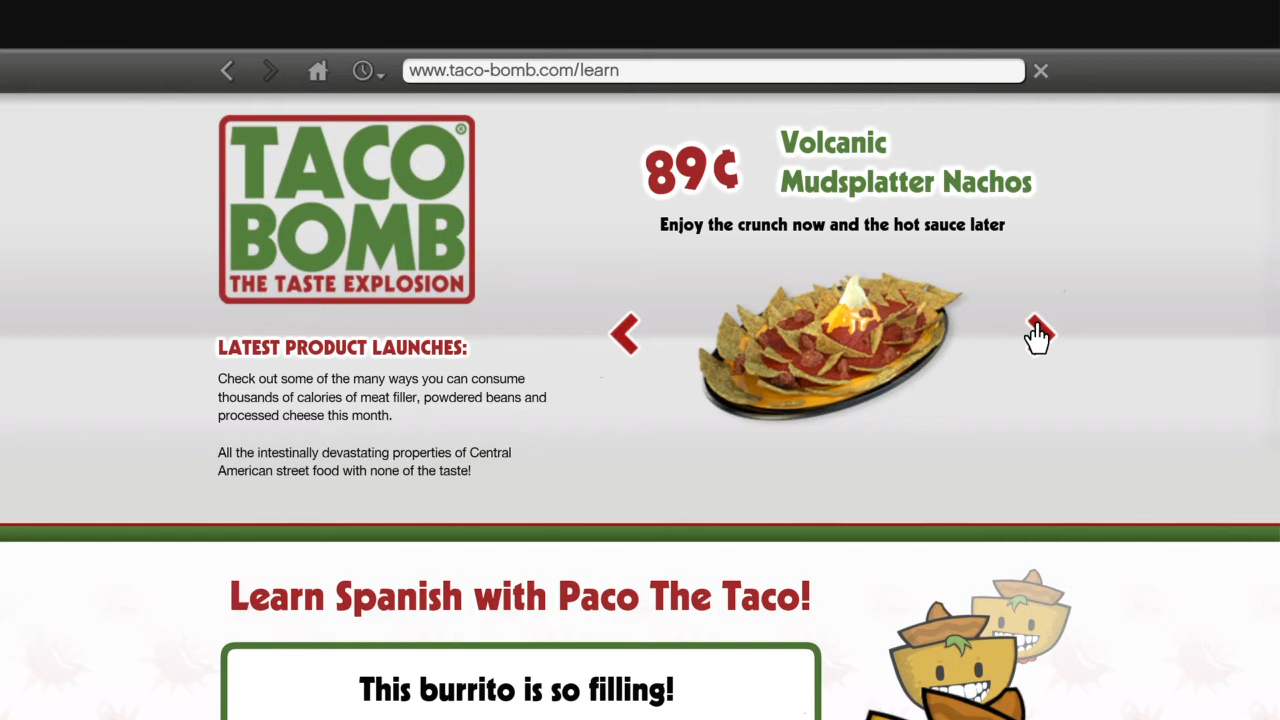 www.taco-bomb.com/learn
TACO
BOMB®
THE TASTE EXPLOSION
89¢
Volcanic
Mudsplatter Nachos
Enjoy the crunch now and the hot sauce later
LATEST PRODUCT LAUNCHES:
Check out some of the many ways you can consume
thousands of calories of meat filler, powdered beans and
processed cheese this month.
All the intestinally devastating properties of Central
American street food with none of the taste!
Learn Spanish with Paco The Taco!
This burrito is so filling!